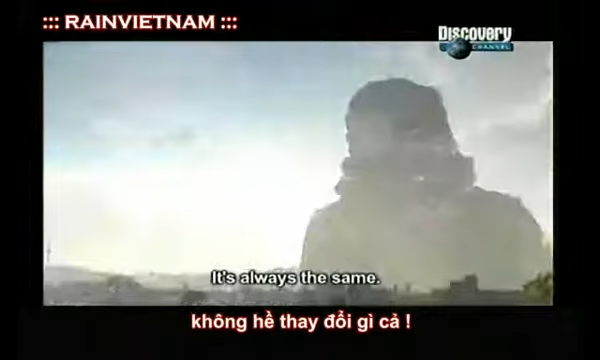 ::: RAINVIETNAM :::
Discovery
CHANNEL
It's always the same.
không hề thay đổi gì cả !